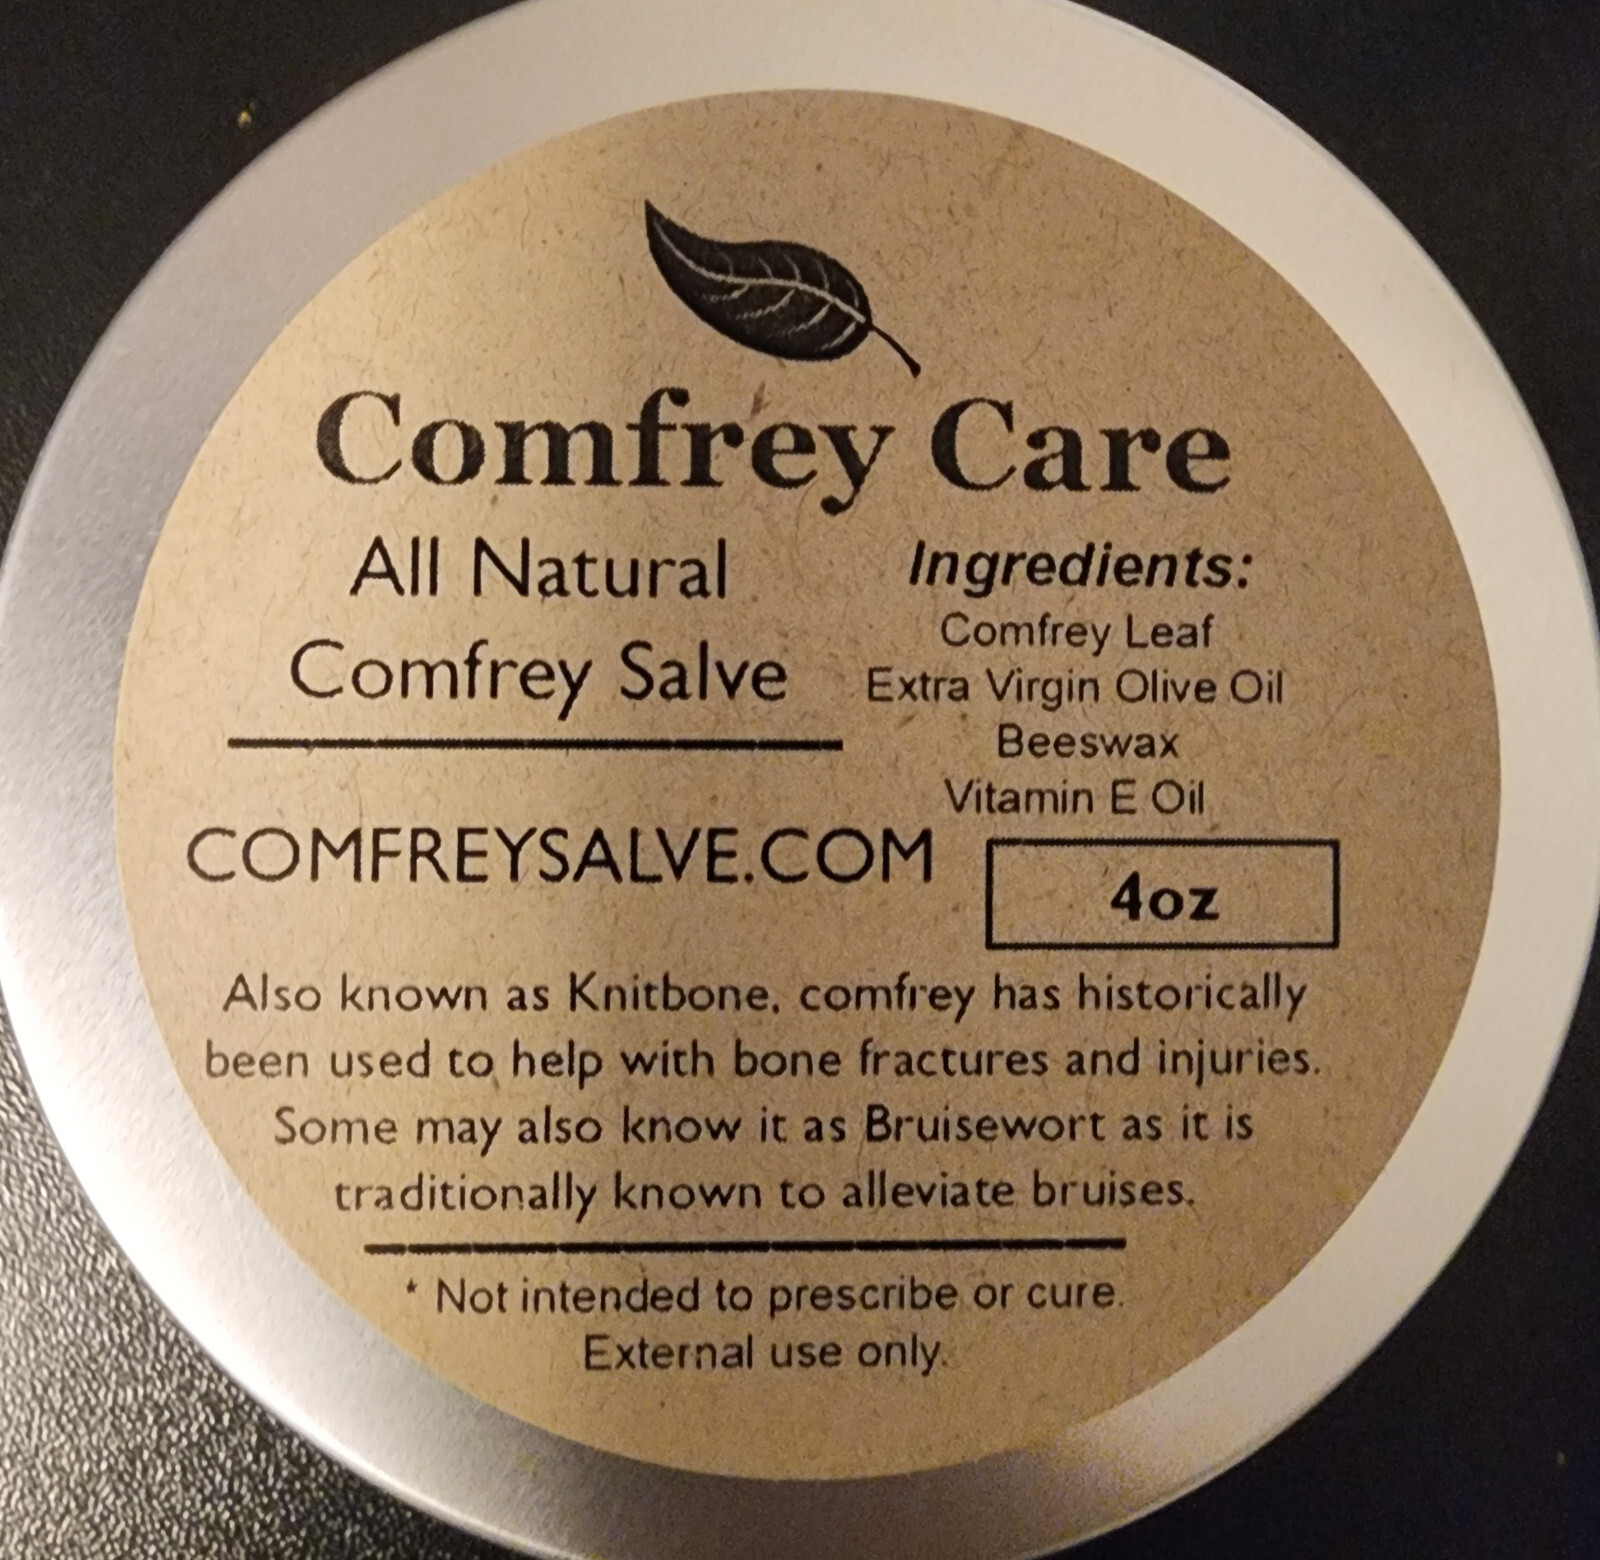 Comfrey Care
All Natural
Comfrey Salve
Ingredients:
Comfrey Leaf
Extra Virgin Olive Oil
Beeswax
Vitamin E Oil
COMFREYSALVE.COM
4oz
Also known as Knitbone, comfrey has historically
been used to help with bone fractures and injuries.
Some may also know it as Bruisewort as it is
traditionally known to alleviate bruises.
* Not intended to prescribe or cure.
External use only.